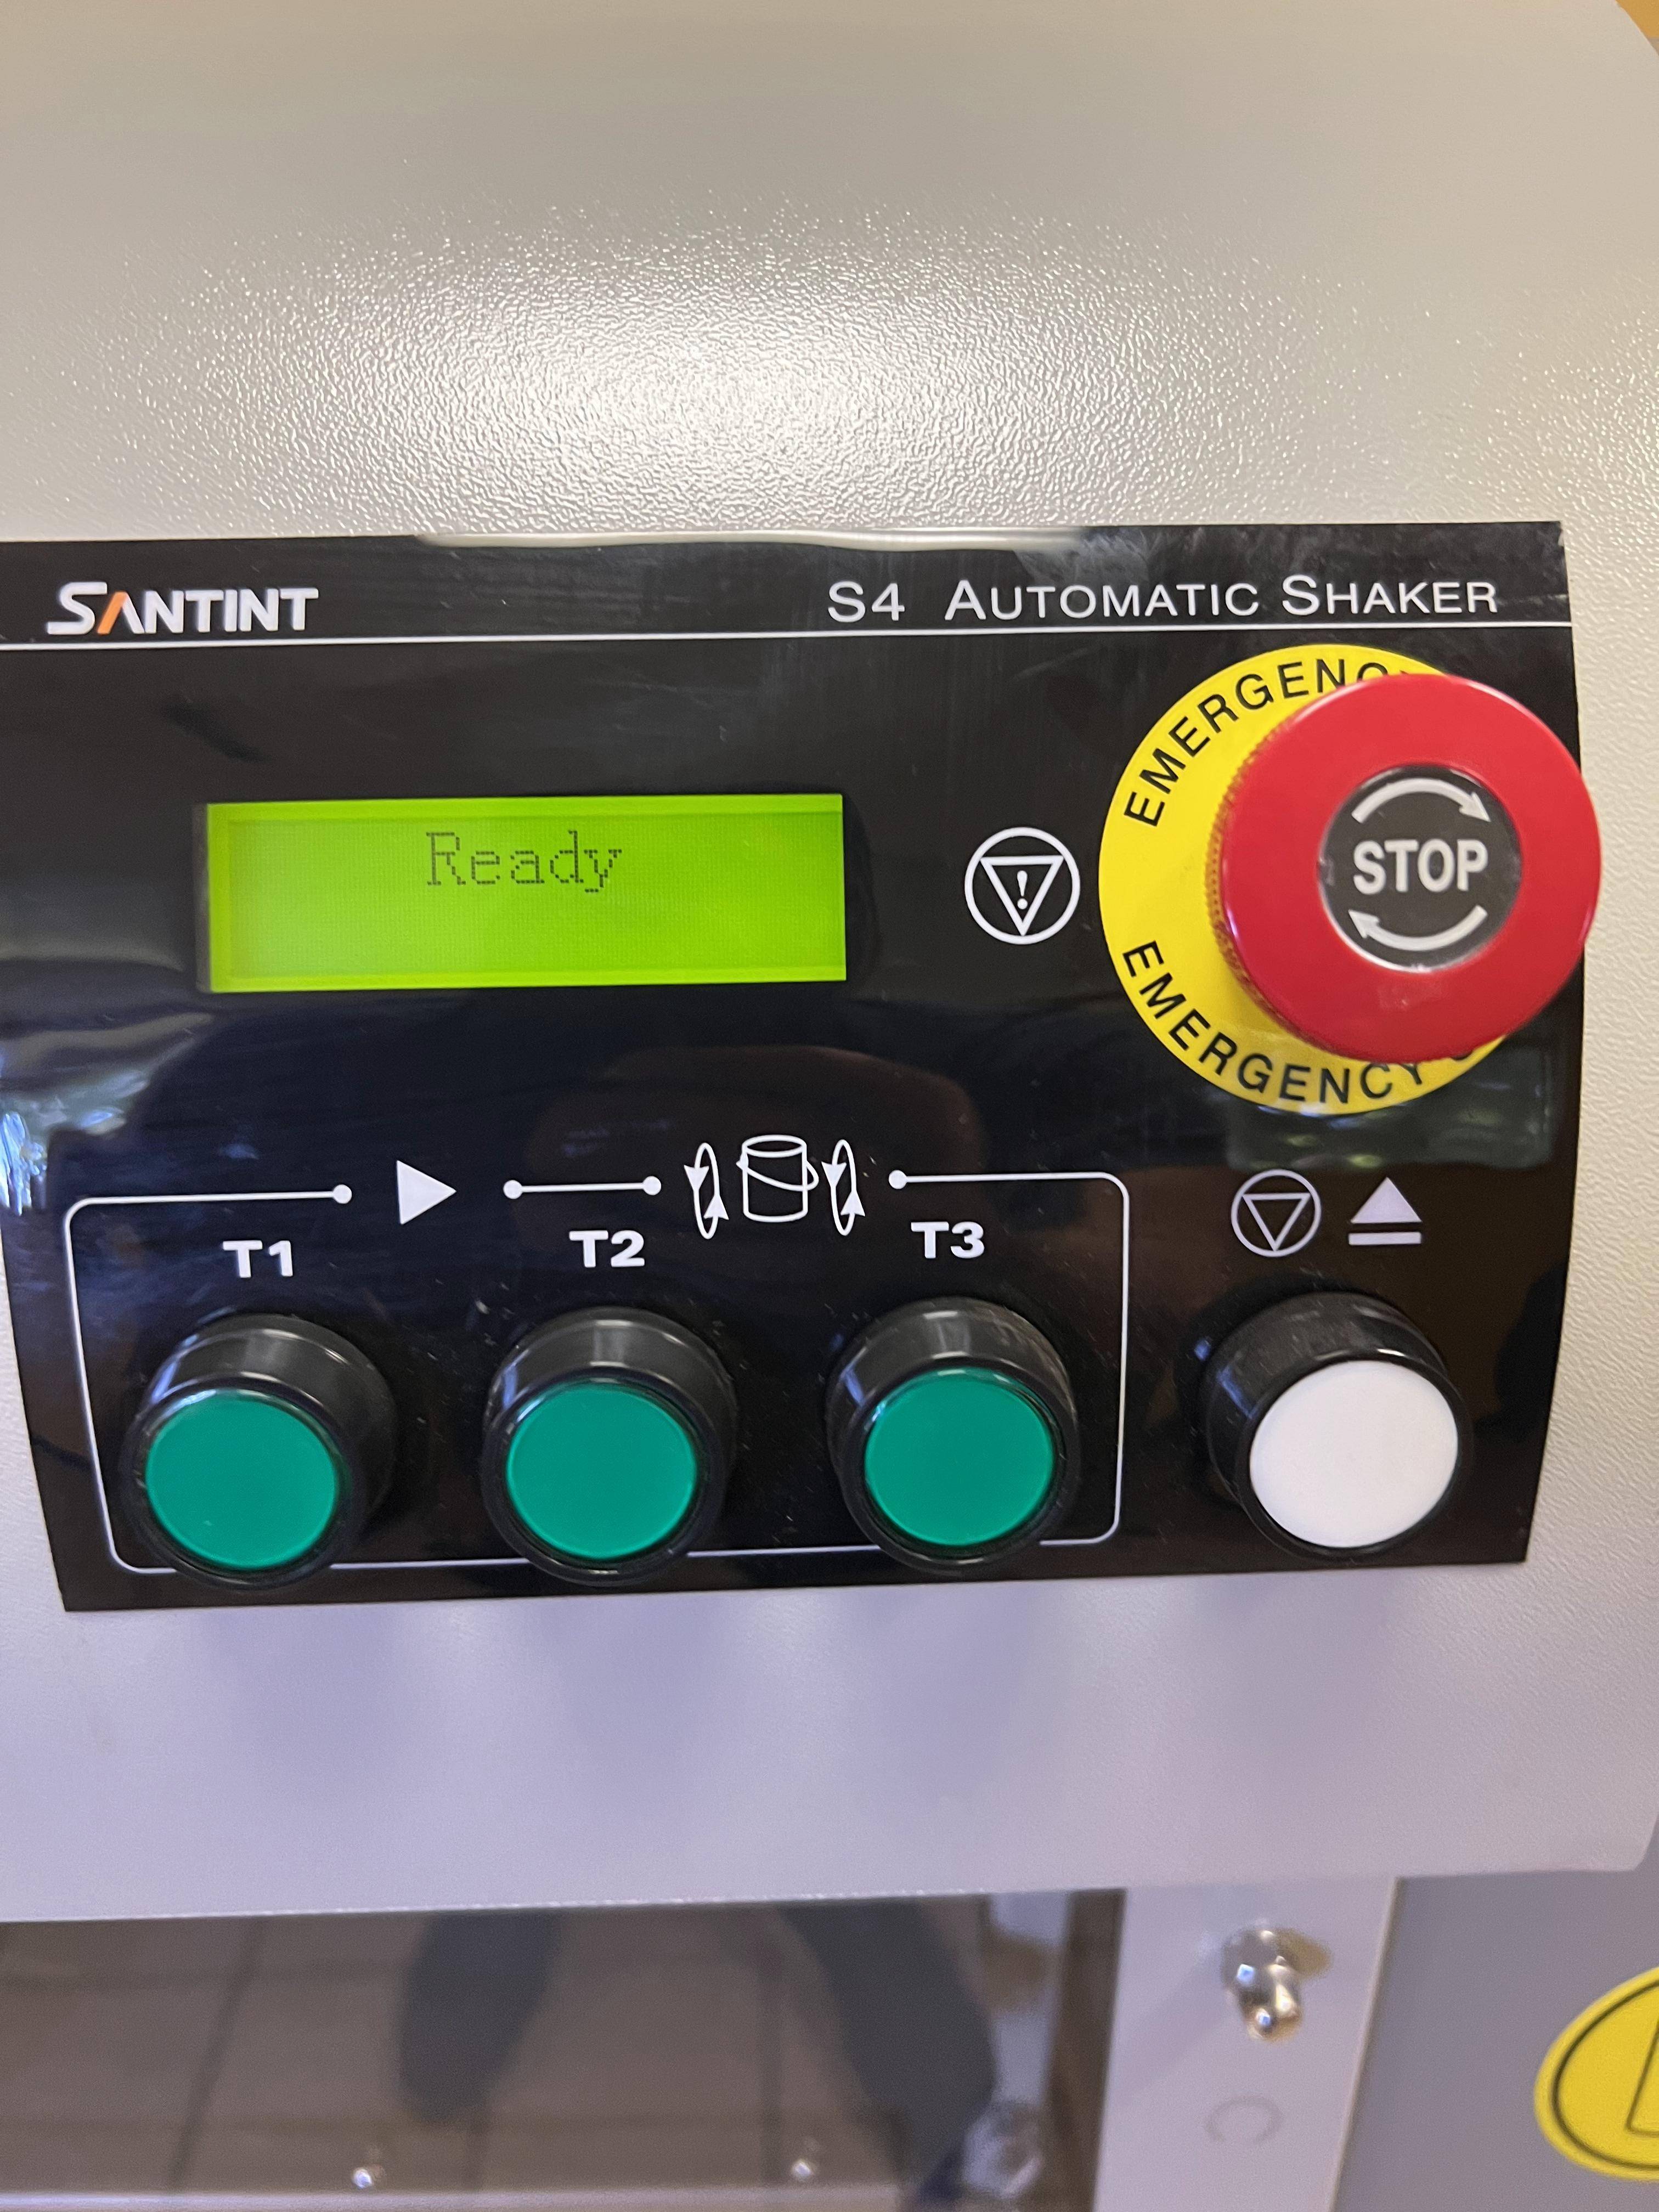 SANTINT
S4 AUTOMATIC SHAKER
EMERGENCY
Ready
STOP
EMERGENCY
T1
T2
T3